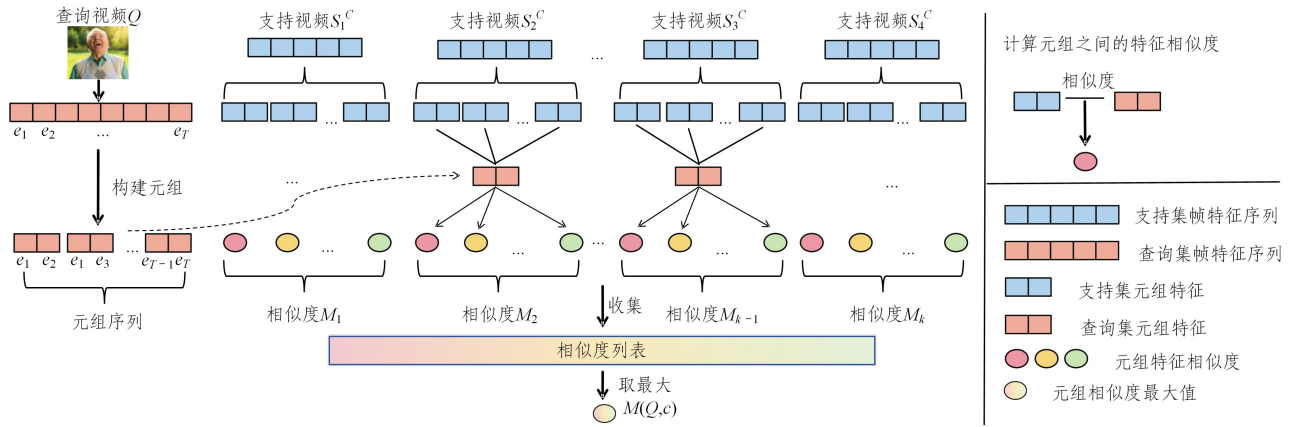 查询视频Q
支持视频S₁ᶜ
支持视频S₂ᶜ
...
支持视频S₃ᶜ
支持视频S₄ᶜ
... ... ... ...
e₁ e₂ ... e_T
构建元组
... ...
e₁ e₂ e₁ e₃ ... e_{T-1} e_T
元组序列
... ... ... ... ...
相似度M₁
相似度M₂
相似度M_{k-1}
相似度M_k
收集
相似度列表
取最大
M(Q,c)
计算元组之间的特征相似度
相似度
支持集帧特征序列
查询集帧特征序列
支持集元组特征
查询集元组特征
元组特征相似度
元组相似度最大值